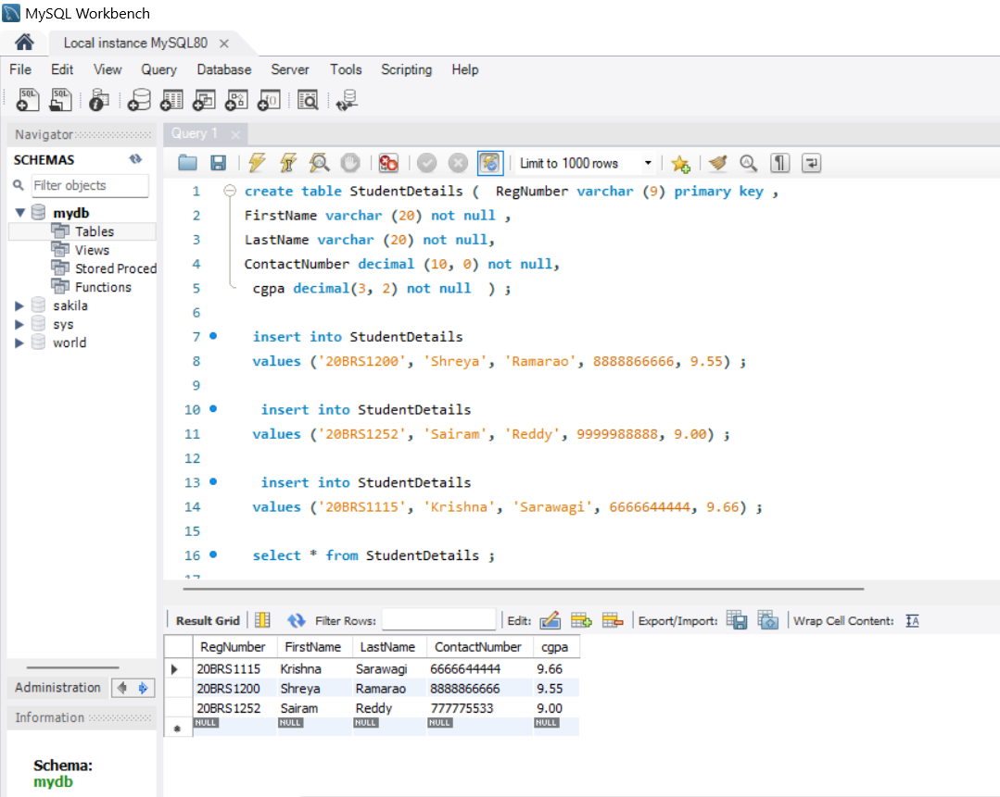 MySQL Workbench
Local instance MySQL80
File Edit View Query Database Server Tools Scripting Help
Navigator
SCHEMAS
Filter objects
mydb
Tables
Views
Stored Proced
Functions
sakila
sys
world
Administration
Information
Schema:
mydb
Query 1
Limit to 1000 rows
1 create table StudentDetails (  RegNumber varchar (9) primary key ,
2 FirstName varchar (20) not null ,
3 LastName varchar (20) not null,
4 ContactNumber decimal (10, 0) not null,
5 cgpa decimal(3, 2) not null  ) ;
6
7 insert into StudentDetails
8 values ('20BRS1200', 'Shreya', 'Ramarao', 8888866666, 9.55) ;
9
10 insert into StudentDetails
11 values ('20BRS1252', 'Sairam', 'Reddy', 9999988888, 9.00) ;
12
13 insert into StudentDetails
14 values ('20BRS1115', 'Krishna', 'Sarawagi', 6666644444, 9.66) ;
15
16 select * from StudentDetails ;
17
Result Grid Filter Rows: Edit: Export/Import: Wrap Cell Content:
RegNumber FirstName LastName ContactNumber cgpa
20BRS1115 Krishna Sarawagi 6666644444 9.66
20BRS1200 Shreya Ramarao 8888866666 9.55
20BRS1252 Sairam Reddy 777775533 9.00
NULL NULL NULL NULL NULL